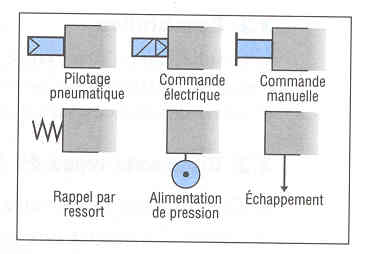 Pilotage
pneumatique
Commande
électrique
Commande
manuelle
Rappel par
ressort
Alimentation
de pression
Échappement